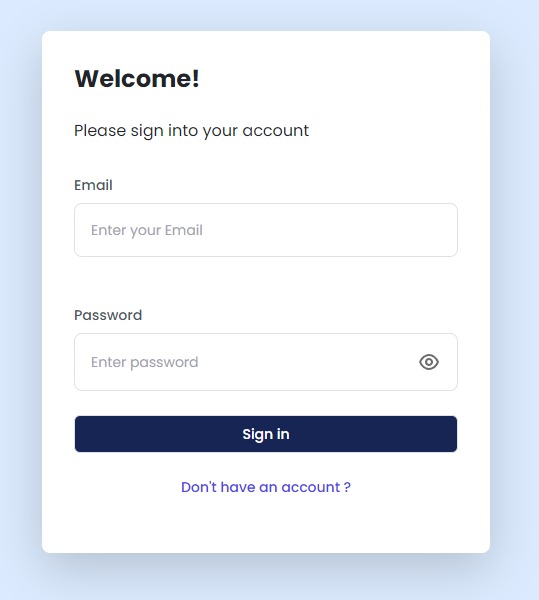 Welcome!
Please sign into your account
Email
Enter your Email
Password
Enter password
Sign in
Don't have an account ?